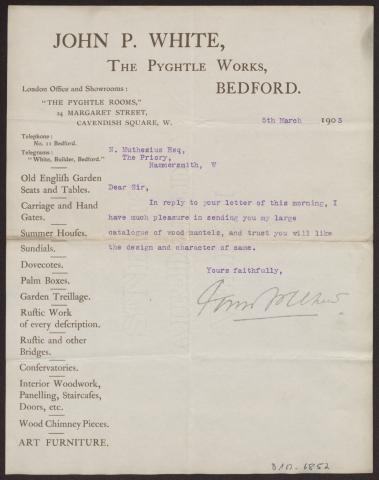 JOHN P. WHITE,
THE PYGHTLE WORKS,
BEDFORD.
London Office and Showrooms:
"THE PYGHTLE ROOMS,"
24 MARGARET STREET,
CAVENDISH SQUARE, W.
Telephone:
No. 11 Bedford.
Telegrams:
"White, Builder, Bedford."
5th March 1903
N. Muthesius Esq,
The Priory,
Hammersmith, W
Dear Sir,
In reply to your letter of this morning, I
have much pleasure in sending you my large
catalogue of wood mantels, and trust you will like
the design and character of same.
Yours faithfully,
John P White
Old Engliſh Garden
Seats and Tables.
Carriage and Hand
Gates.
Summer Houſes.
Sundials.
Dovecotes.
Palm Boxes.
Garden Treillage.
Ruſtic Work
of every deſcription.
Ruſtic and other
Bridges.
Conſervatories.
Interior Woodwork,
Panelling, Staircaſes,
Doors, etc.
Wood Chimney Pieces.
ART FURNITURE.